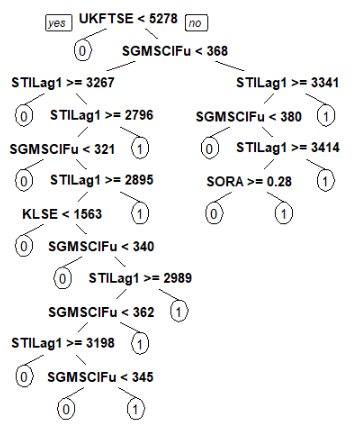 yes UKFTSE < 5278 no
0 SGMSCIFu < 368
STILag1 >= 3267 STILag1 >= 3341
0 STILag1 >= 2796 SGMSCIFu < 380 1
SGMSCIFu < 321 1 0 STILag1 >= 3414
0 STILag1 >= 2895 SORA >= 0.28 1
KLSE < 1563 1 0 1
0 SGMSCIFu < 340
0 STILag1 >= 2989
SGMSCIFu < 362 1
STILag1 >= 3198 1
0 SGMSCIFu < 345
0 1